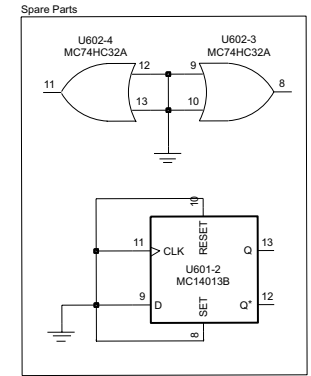 Spare Parts
U602-4 U602-3
MC74HC32A MC74HC32A
12 9
11 8
13 10
10
11 CLK RESET Q 13
U601-2
MC14013B
9 D SET Q* 12
8